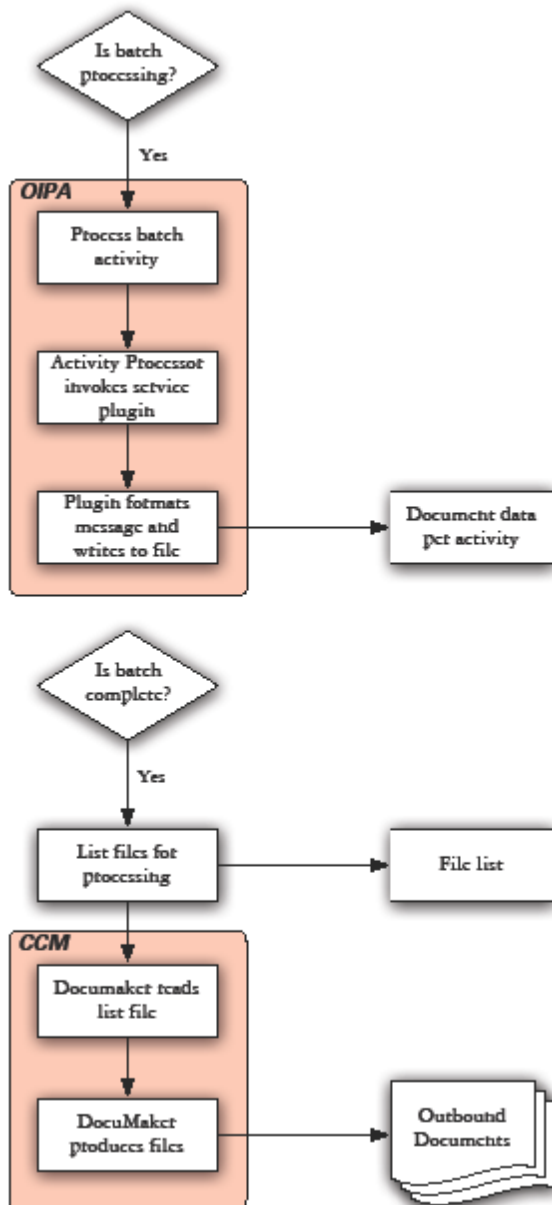 Is batch
processing?
Yes
OIPA
Process batch
activity
Activity Processor
invokes service
plugin
Plugin formats
message and
writes to file
Document data
per activity
Is batch
complete?
Yes
List files for
processing
File list
CCM
Documaker reads
list file
DocuMaker
produces files
Outbound
Documents